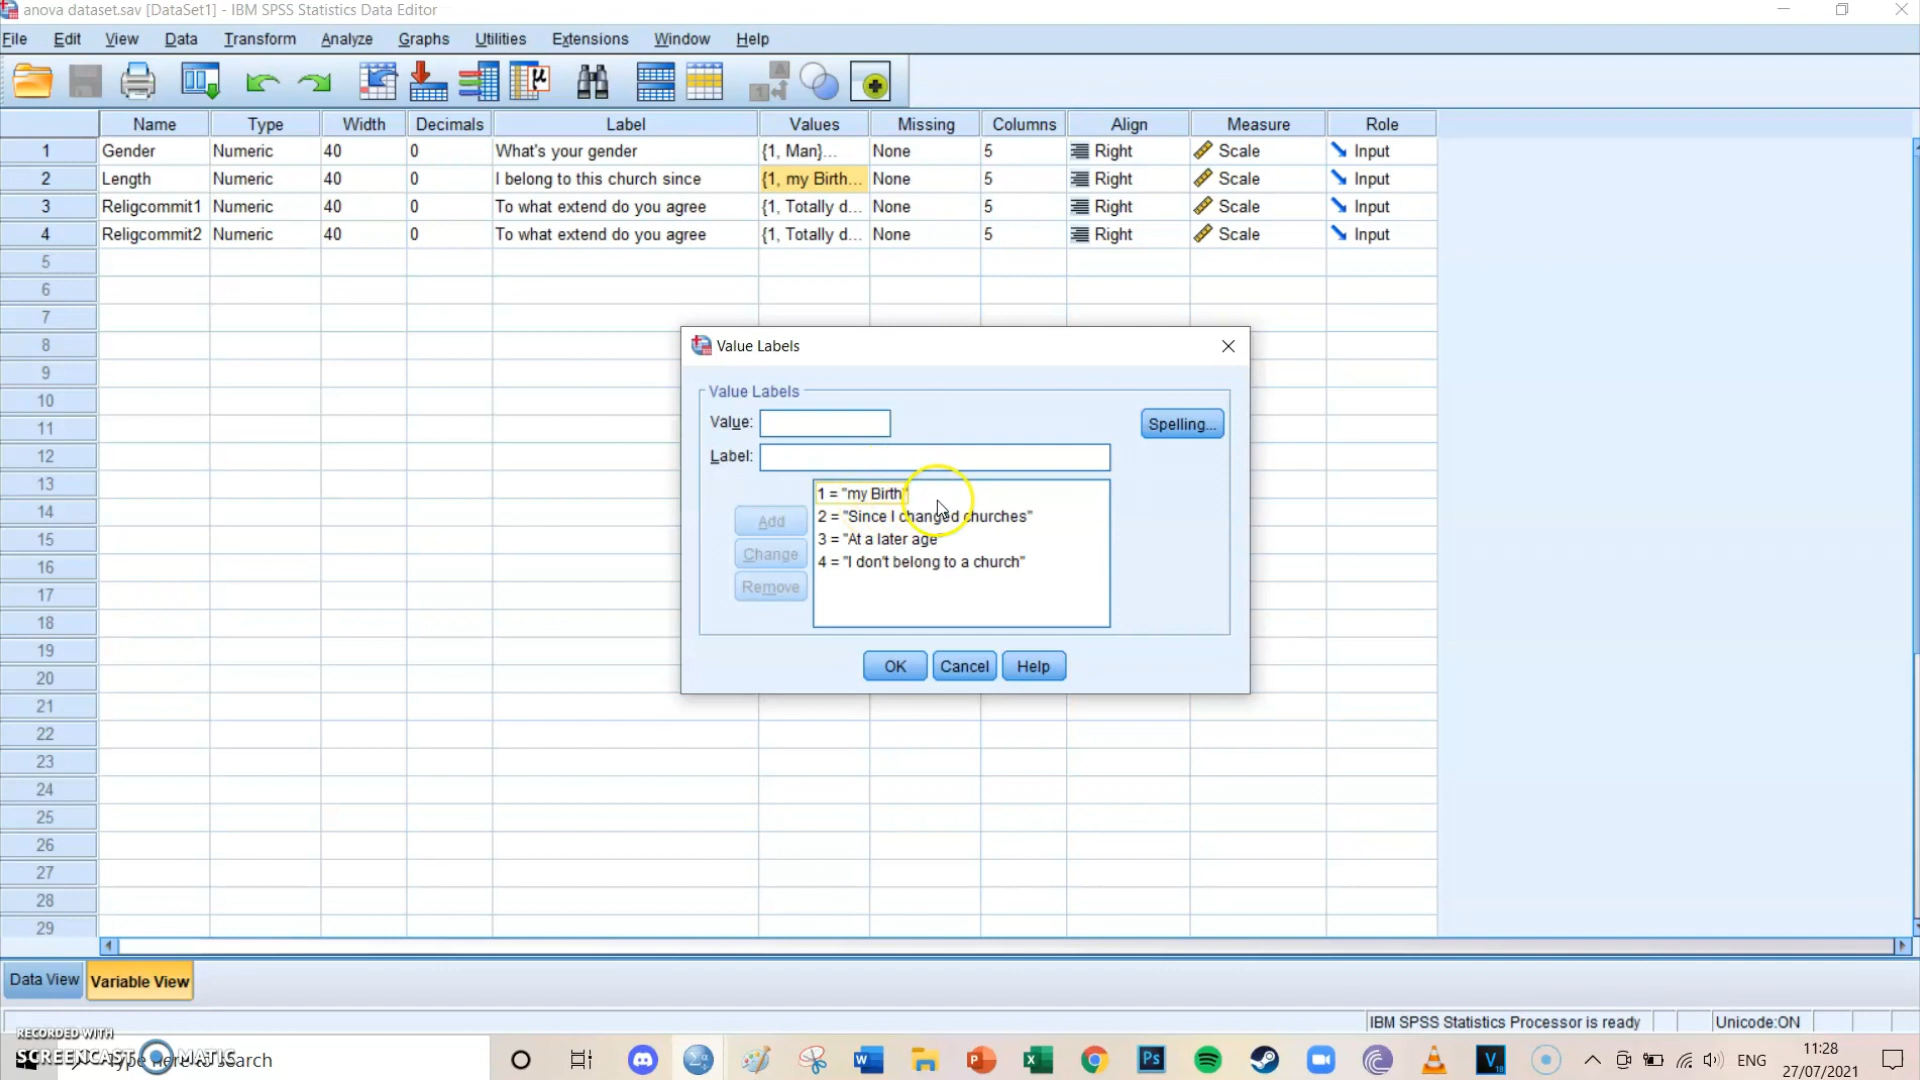 anova dataset.sav [DataSet1] - IBM SPSS Statistics Data Editor
File Edit View Data Transform Analyze Graphs Utilities Extensions Window Help
Name Type Width Decimals Label Values Missing Columns Align Measure Role
1 Gender Numeric 40 0 What's your gender {1, Man}... None 5 Right Scale Input
2 Length Numeric 40 0 I belong to this church since {1, my Birth... None 5 Right Scale Input
3 Religcommit1 Numeric 40 0 To what extend do you agree {1, Totally d... None 5 Right Scale Input
4 Religcommit2 Numeric 40 0 To what extend do you agree {1, Totally d... None 5 Right Scale Input
5
6
7
8
9
10
11
12
13
14
15
16
17
18
19
20
21
22
23
24
25
26
27
28
29
Value Labels
Value Labels
Value:
Spelling...
Label:
1 = "my Birth"
2 = "Since I changed churches"
3 = "At a later age"
4 = "I don't belong to a church"
Add
Change
Remove
OK Cancel Help
Data View Variable View
IBM SPSS Statistics Processor is ready Unicode:ON
RECORDED WITH
SCREENCAST MATIC
Type here to search
ENG
11:28
27/07/2021